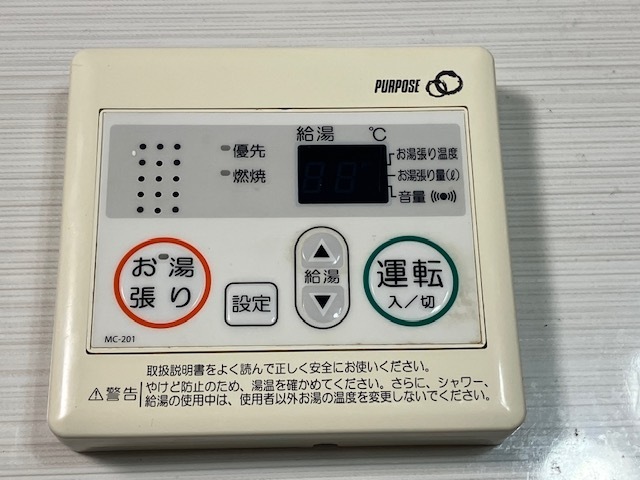 PURPOSE
給湯 ℃
優先
燃焼
お湯張り温度
お湯張り量(ℓ)
音量
お湯張り
設定
給湯
運転
入/切
MC-201
取扱説明書をよく読んで正しく安全にお使いください。
警告
やけど防止のため、湯温を確かめてください。さらに、シャワー、
給湯の使用中は、使用者以外お湯の温度を変更しないでください。